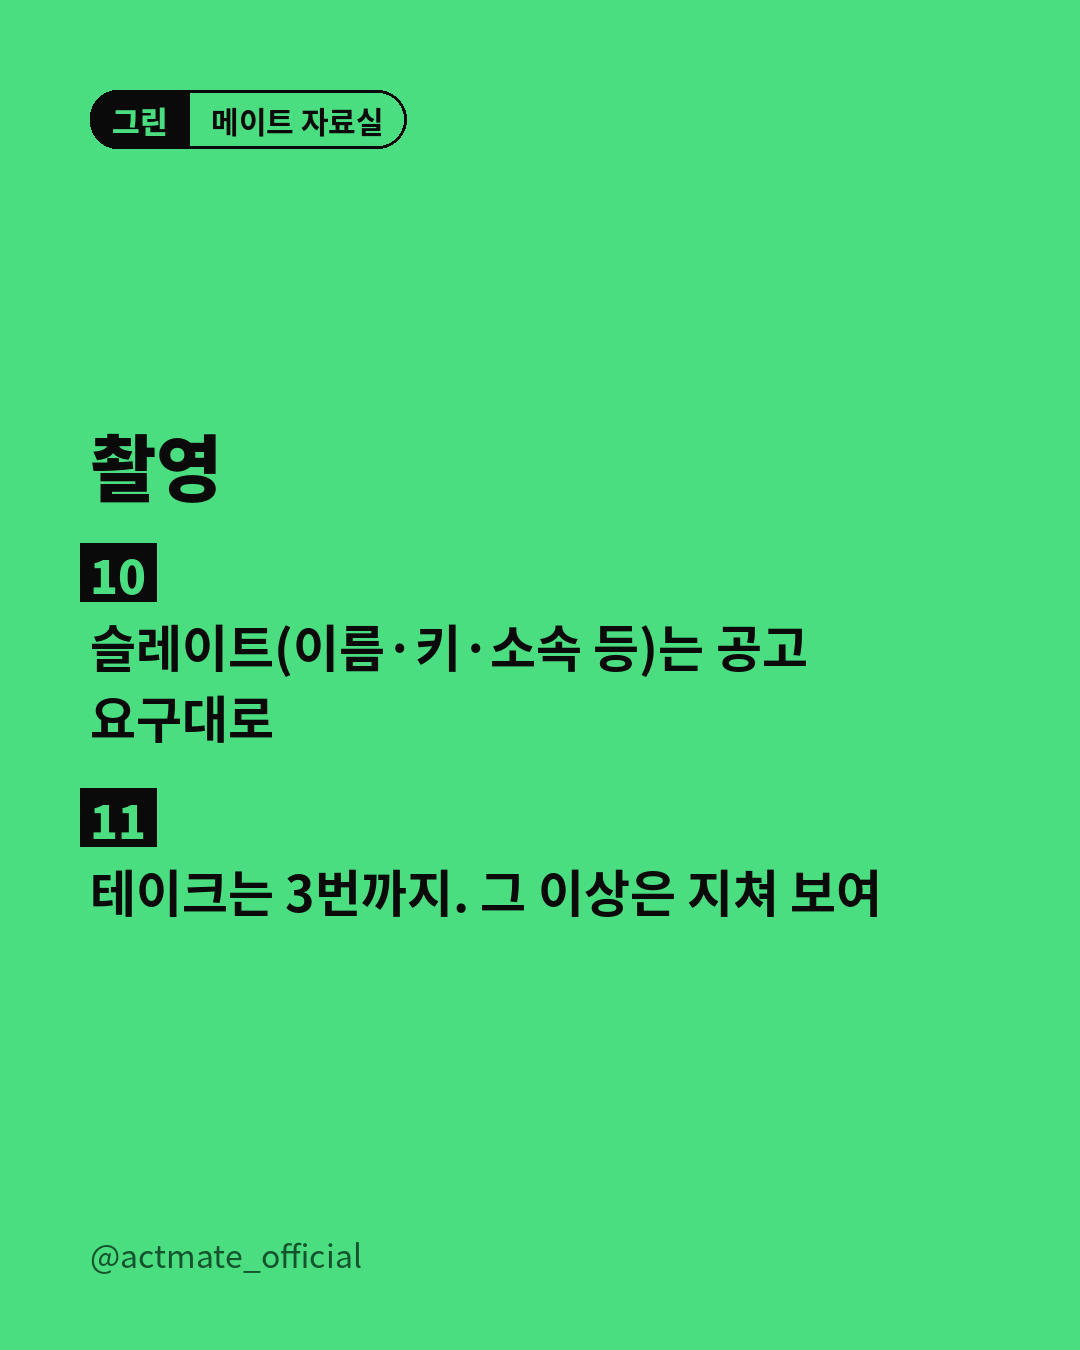 그린 메이트 자료실
촬영
10
슬레이트(이름·키·소속 등)는 공고
요구대로
11
테이크는 3번까지. 그 이상은 지쳐 보여
@actmate_official